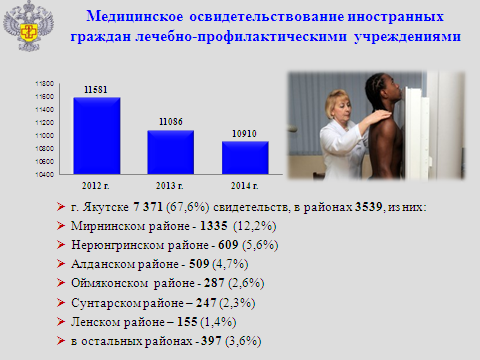 Медицинское освидетельствование иностранных
граждан лечебно-профилактическими учреждениями
11800
11600
11400
11200
11000
10800
10600
10400
11581
11086
10910
2012 г.
2013 г.
2014 г.
г. Якутске 7 371 (67,6%) свидетельств, в районах 3539, из них:
Мирнинском районе - 1335 (12,2%)
Нерюнгринском районе - 609 (5,6%)
Алданском районе - 509 (4,7%)
Оймяконском районе - 287 (2,6%)
Сунтарском районе – 247 (2,3%)
Ленском районе – 155 (1,4%)
в остальных районах - 397 (3,6%)